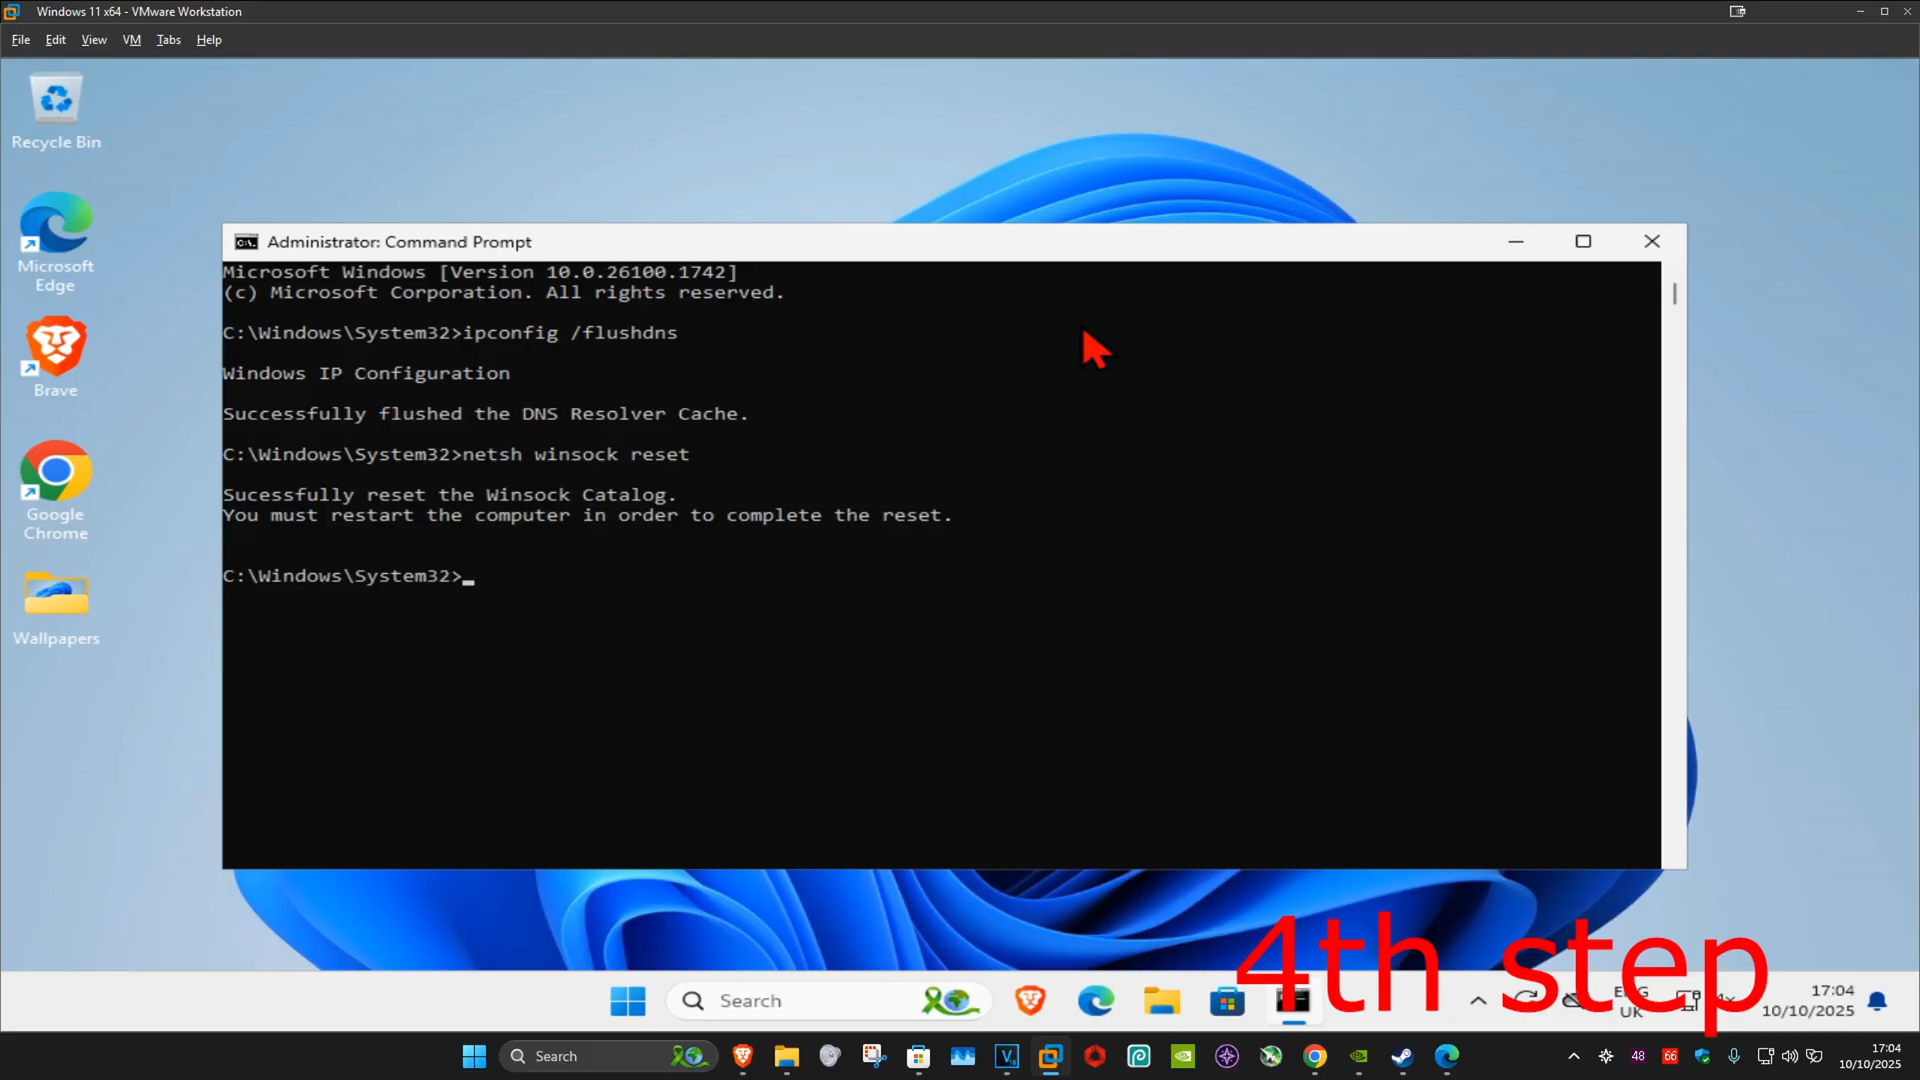 Windows 11 x64 - VMware Workstation
File Edit View VM Tabs Help
Recycle Bin
Microsoft
Edge
Brave
Google
Chrome
Wallpapers
Administrator: Command Prompt
Microsoft Windows [Version 10.0.26100.1742]
(c) Microsoft Corporation. All rights reserved.
C:\Windows\System32>ipconfig /flushdns
Windows IP Configuration
Successfully flushed the DNS Resolver Cache.
C:\Windows\System32>netsh winsock reset
Sucessfully reset the Winsock Catalog.
You must restart the computer in order to complete the reset.
C:\Windows\System32>_
4th step
Search
UK
17:04
10/10/2025
Search
48
66
17:04
10/10/2025